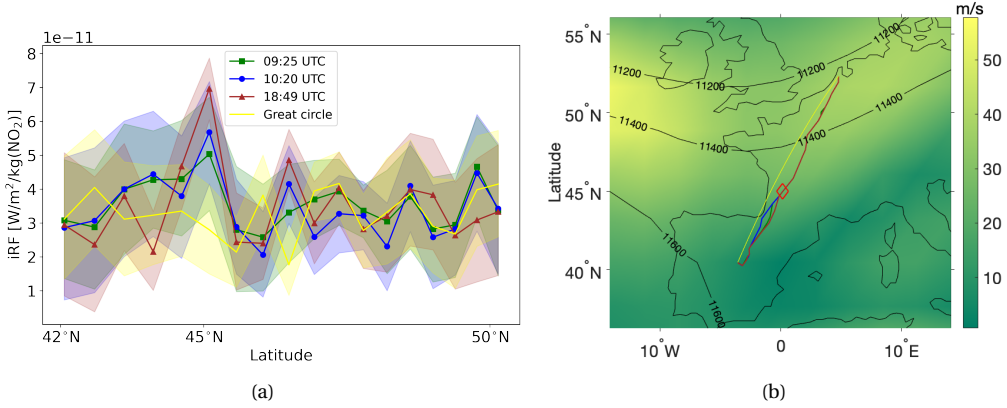 1e−11
8
7
6
5
4
3
2
1
iRF [W/m²/kg(NO₂)]
09:25 UTC
10:20 UTC
18:49 UTC
Great circle
42°N 45°N 50°N
Latitude
(a)
m/s
55° N
50° N
45° N
40° N
Latitude
11200
11200
11200
11400
11400
11400
11600
11600
10°W 0 10°E
50
40
30
20
10
(b)